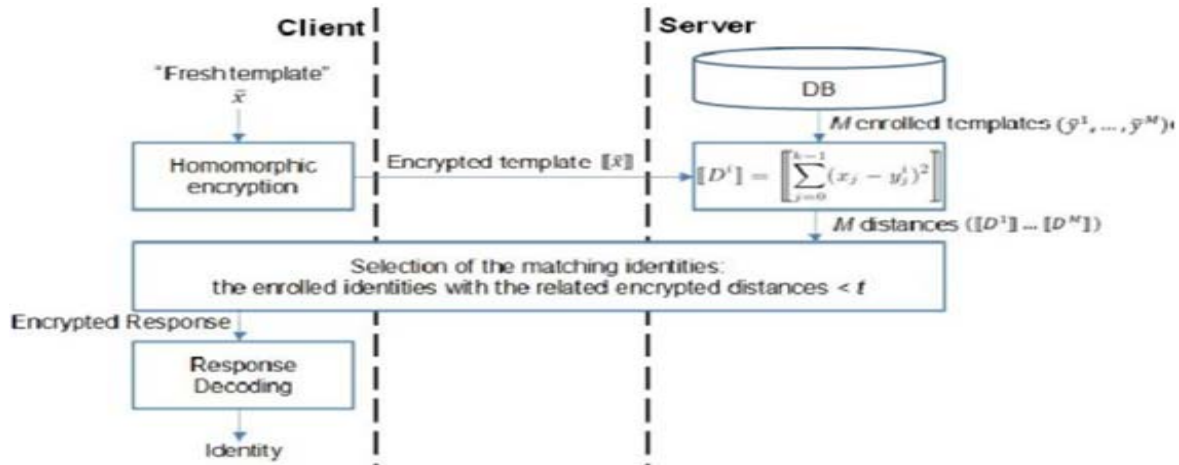 Client
Server
"Fresh template"
x̄
DB
M enrolled templates (ȳ¹, ..., ȳᴹ)
Homomorphic
encryption
Encrypted template ⟦x̄⟧
⟦Dⁱ⟧ = ⟦∑_{j=0}^{k−1} (x_j − y_j^i)²⟧
M distances (⟦D¹⟧ ... ⟦Dᴹ⟧)
Selection of the matching identities:
the enrolled identities with the related encrypted distances < t
Encrypted Response
Response
Decoding
Identity